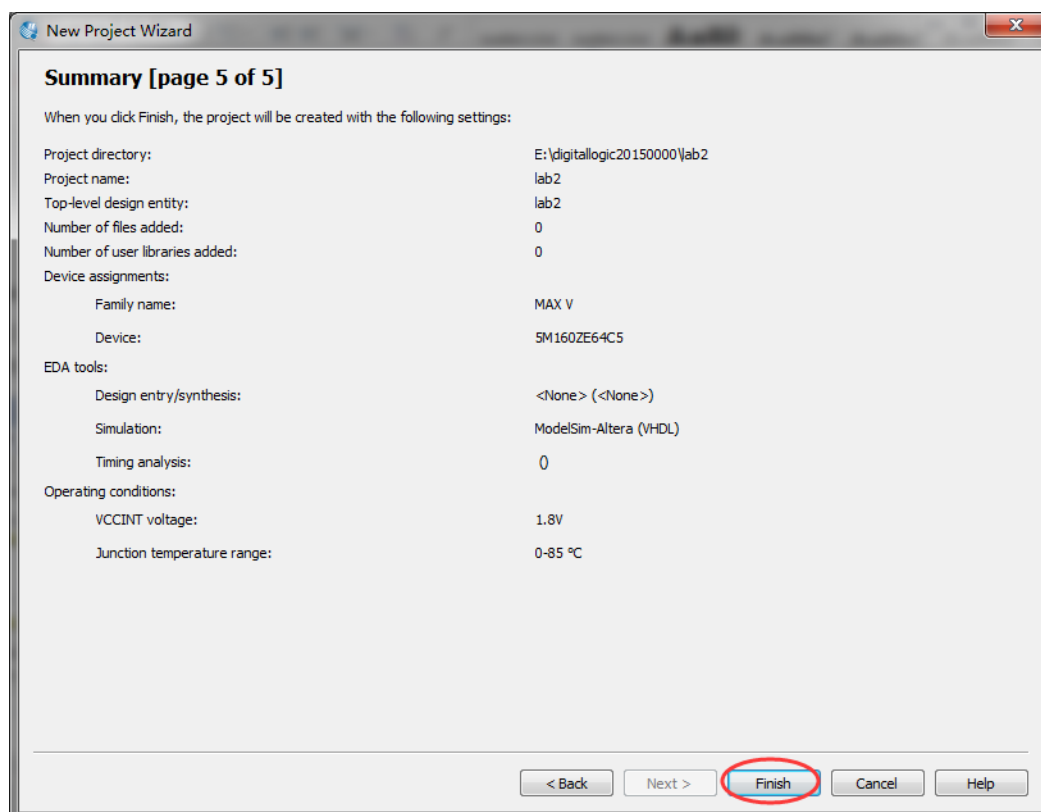 New Project Wizard
Summary [page 5 of 5]
When you click Finish, the project will be created with the following settings:
Project directory: E:\digitallogic20150000\lab2
Project name: lab2
Top-level design entity: lab2
Number of files added: 0
Number of user libraries added: 0
Device assignments:
Family name: MAX V
Device: 5M160ZE64C5
EDA tools:
Design entry/synthesis: <None> (<None>)
Simulation: ModelSim-Altera (VHDL)
Timing analysis: ()
Operating conditions:
VCCINT voltage: 1.8V
Junction temperature range: 0-85 °C
< Back Next > Finish Cancel Help